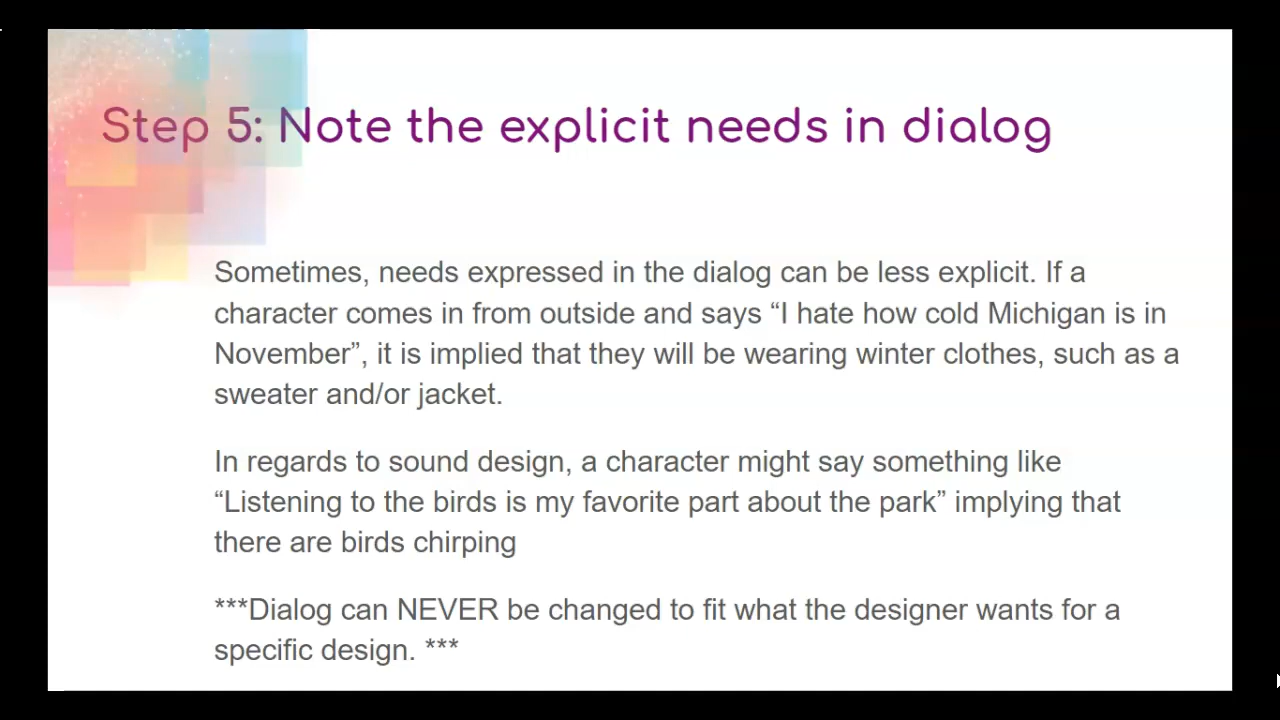 Step 5: Note the explicit needs in dialog
Sometimes, needs expressed in the dialog can be less explicit. If a
character comes in from outside and says “I hate how cold Michigan is in
November”, it is implied that they will be wearing winter clothes, such as a
sweater and/or jacket.
In regards to sound design, a character might say something like
“Listening to the birds is my favorite part about the park” implying that
there are birds chirping
***Dialog can NEVER be changed to fit what the designer wants for a
specific design. ***